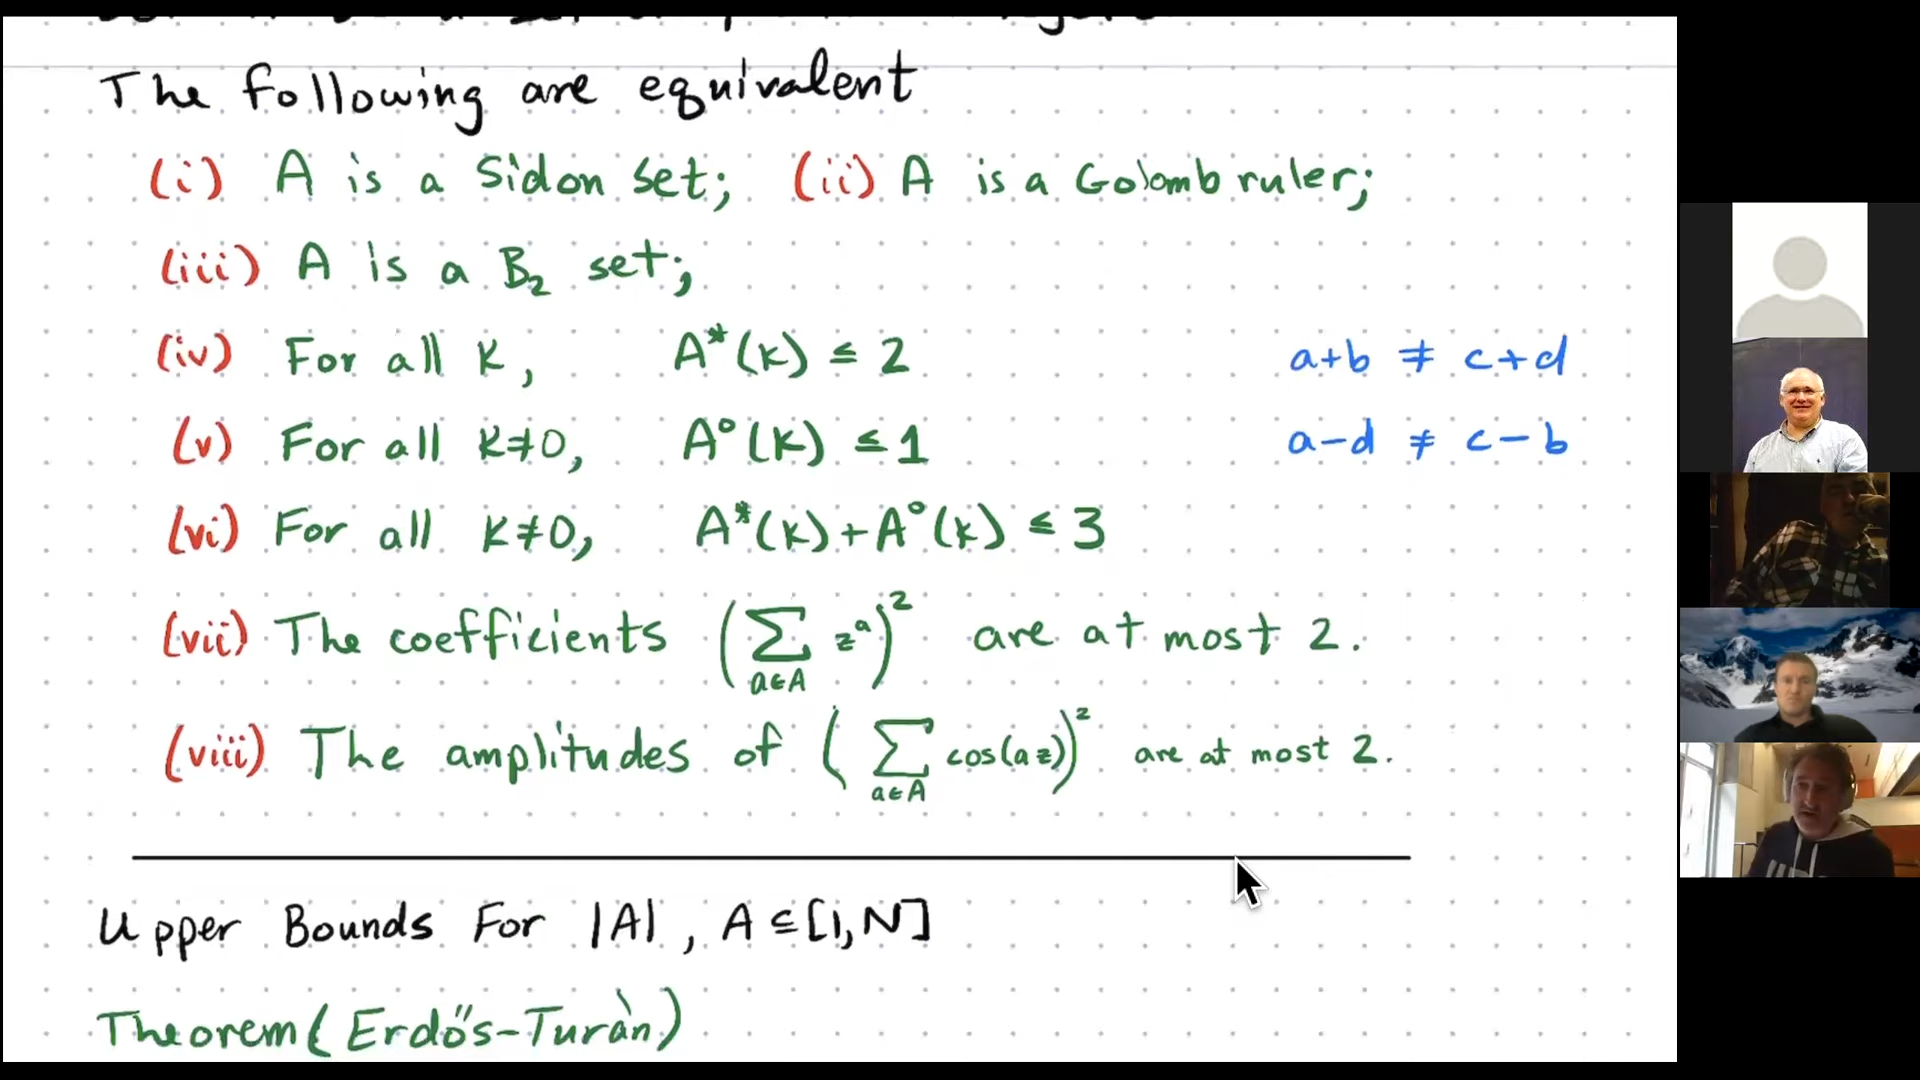 The following are equivalent
(i) A is a Sidon set; (ii) A is a Golomb ruler;
(iii) A is a B₂ set;
(iv) For all k, A*(k) ≤ 2
a+b ≠ c+d
(v) For all k≠0, A°(k) ≤ 1
a-d ≠ c-b
(vi) For all k≠0, A*(k)+A°(k) ≤ 3
(vii) The coefficients (∑_{a∈A} z^a)² are at most 2.
(viii) The amplitudes of (∑_{a∈A} cos(az))² are at most 2.
Upper Bounds For |A|, A⊆[1,N]
Theorem (Erdős-Turàn)